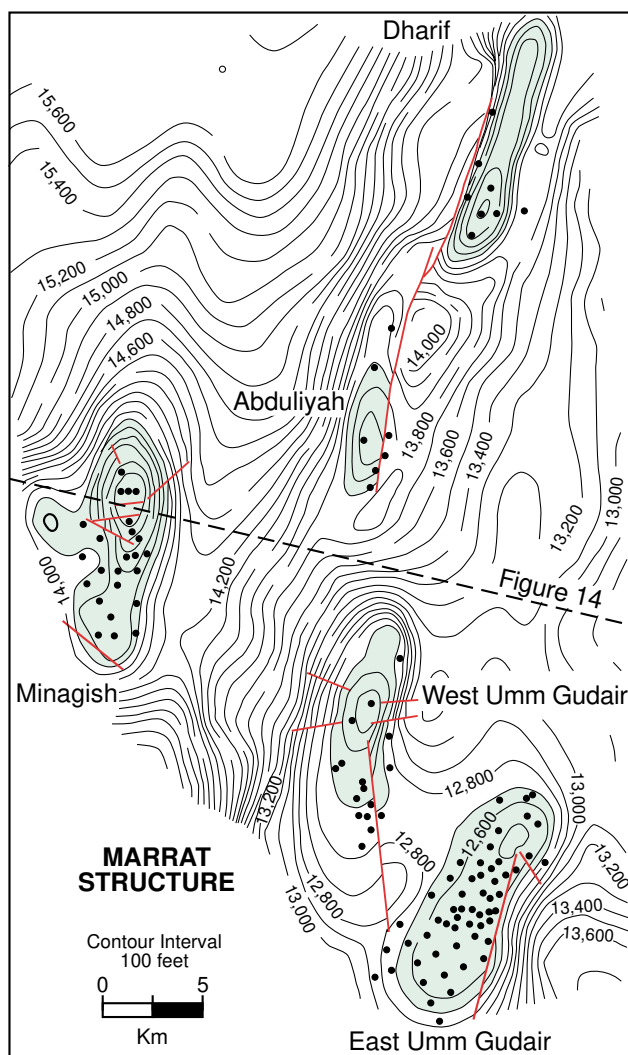 Dharif
15,600
15,400
15,200
15,000
14,800
14,600
14,000
Abduliyah
13,800
13,600
13,400
13,200
13,000
14,200
14,000
Figure 14
Minagish
West Umm Gudair
13,200
12,800
13,000
12,600
12,800
13,200
MARRAT
STRUCTURE
12,800
13,000
13,400
13,600
Contour Interval
100 feet
0 5
Km
East Umm Gudair